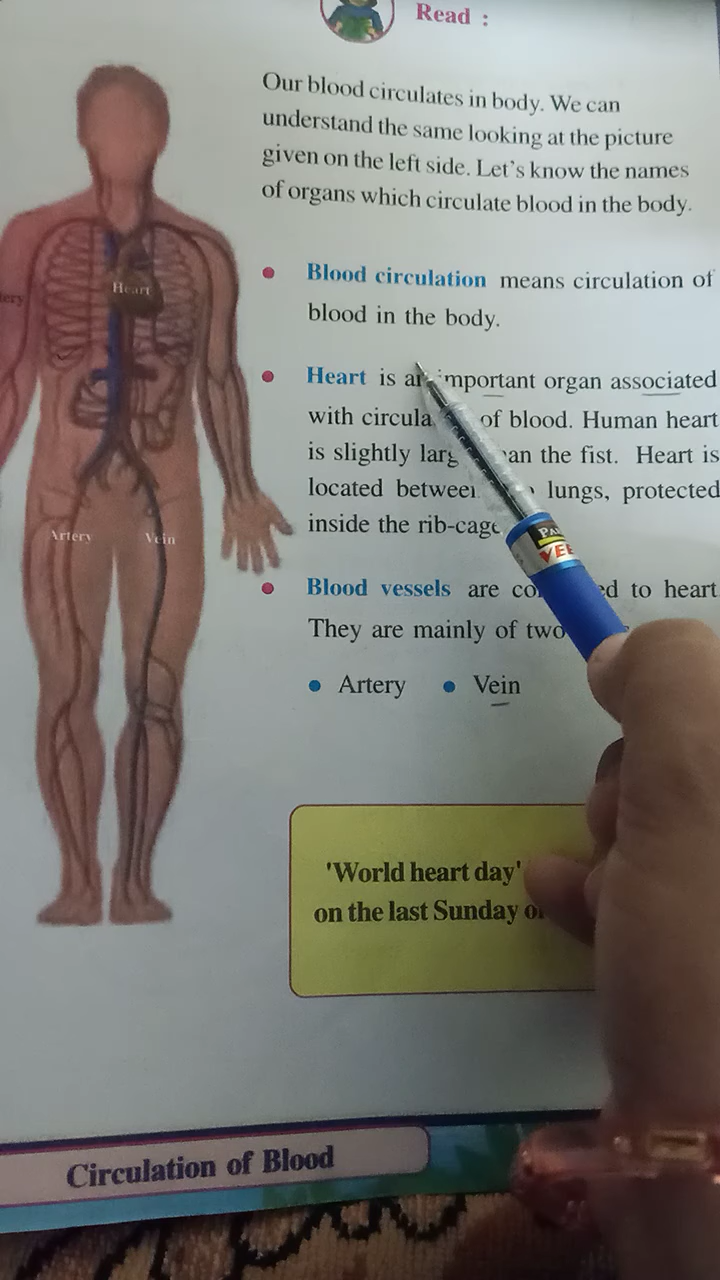 Read :
Our blood circulates in body. We can
understand the same looking at the picture
given on the left side. Let's know the names
of organs which circulate blood in the body.
Blood circulation means circulation of
blood in the body.
Heart is an important organ associated
with circula of blood. Human heart
is slightly larg an the fist. Heart is
located between lungs, protected
inside the rib-cage
Blood vessels are co ed to heart
They are mainly of two
Artery Vein
'World heart day'
on the last Sunday
Heart
tery
Artery
Vein
Circulation of Blood